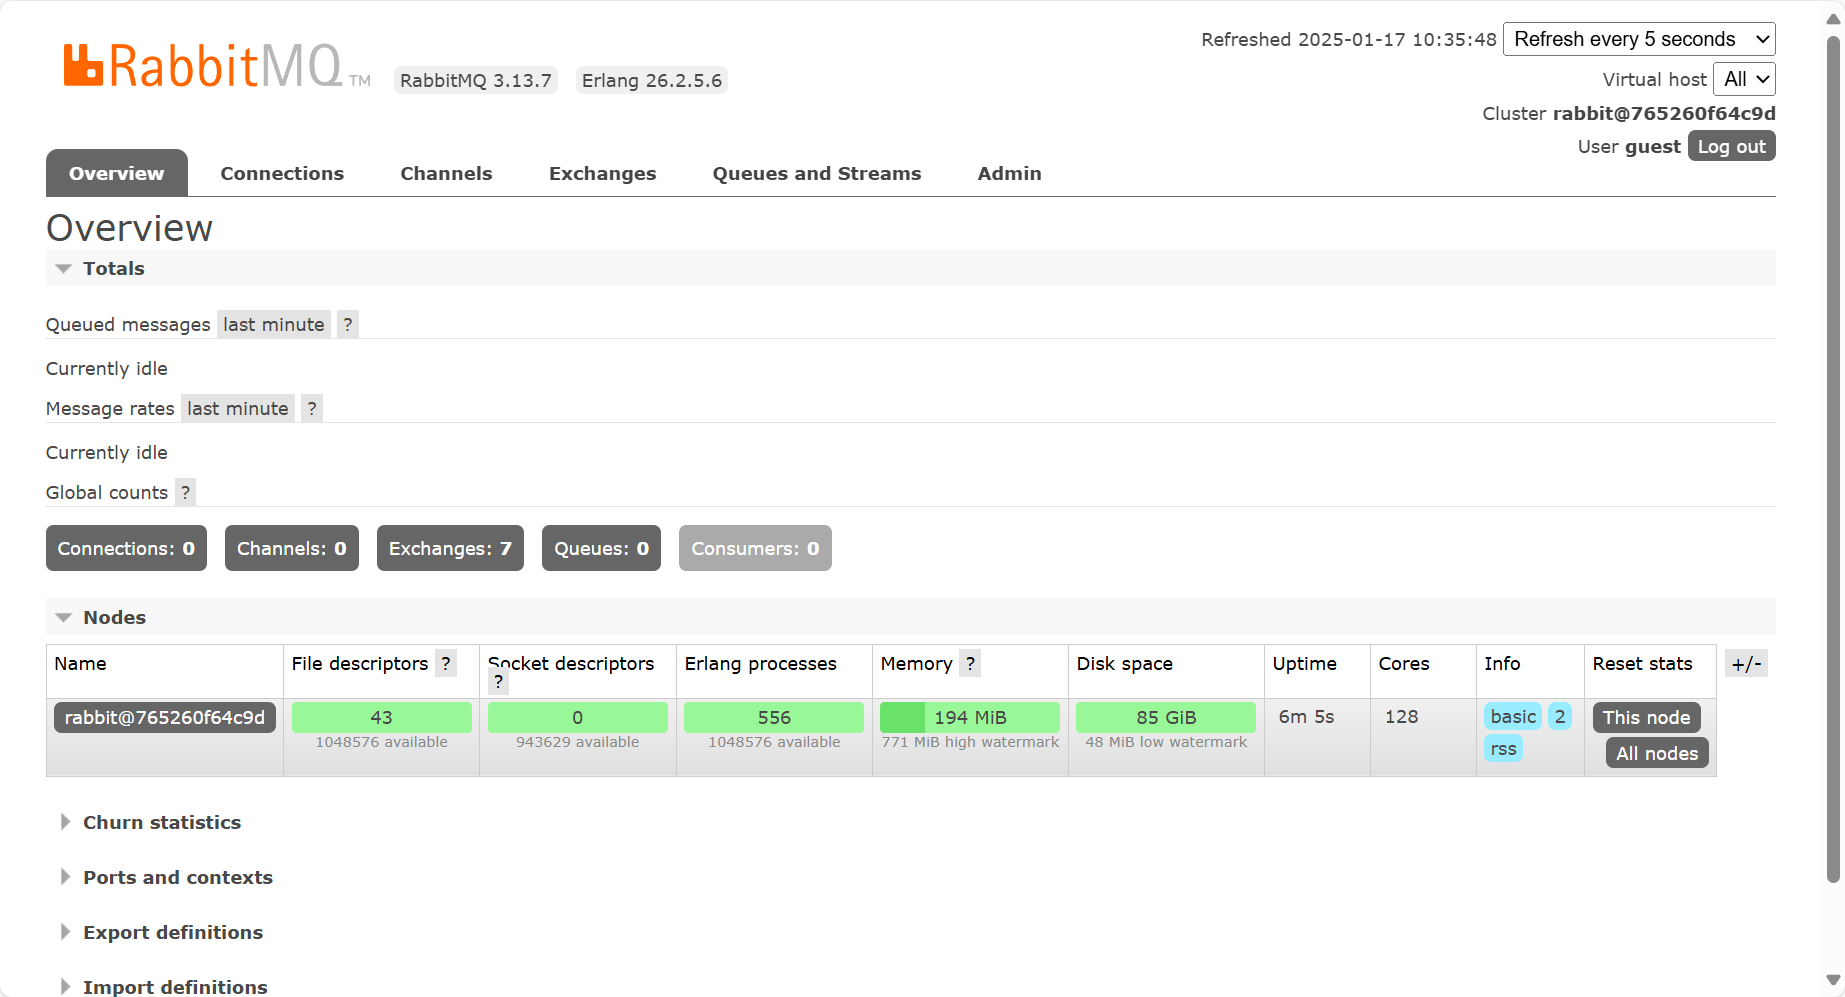 Refreshed 2025-01-17 10:35:48 Refresh every 5 seconds
RabbitMQ TM RabbitMQ 3.13.7 Erlang 26.2.5.6
Virtual host All
Cluster rabbit@765260f64c9d
User guest Log out
Overview Connections Channels Exchanges Queues and Streams Admin
Overview
Totals
Queued messages last minute ?
Currently idle
Message rates last minute ?
Currently idle
Global counts ?
Connections: 0 Channels: 0 Exchanges: 7 Queues: 0 Consumers: 0
Nodes
Name File descriptors ? Socket descriptors ? Erlang processes Memory ? Disk space Uptime Cores Info Reset stats +/-
rabbit@765260f64c9d 43 0 556 194 MiB 85 GiB 6m 5s 128 basic 2 This node
1048576 available 943629 available 1048576 available 771 MiB high watermark 48 MiB low watermark rss All nodes
Churn statistics
Ports and contexts
Export definitions
Import definitions